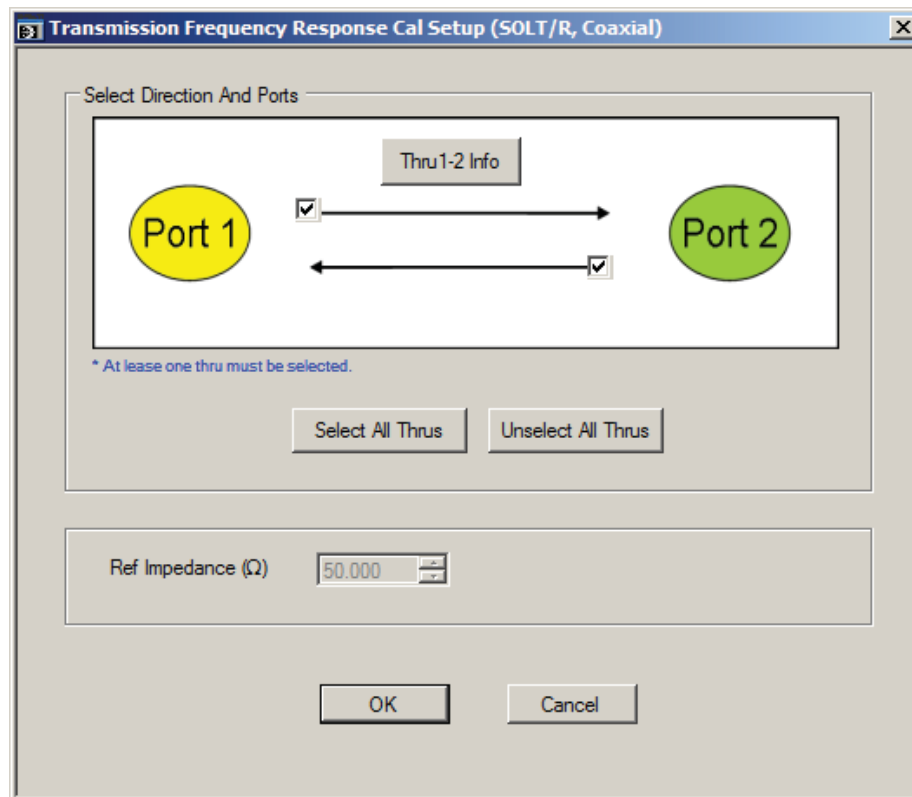 Transmission Frequency Response Cal Setup (SOLT/R, Coaxial)
Select Direction And Ports
Thru1-2 Info
Port 1
Port 2
* At lease one thru must be selected.
Select All Thrus
Unselect All Thrus
Ref Impedance (Ω)
50.000
OK
Cancel